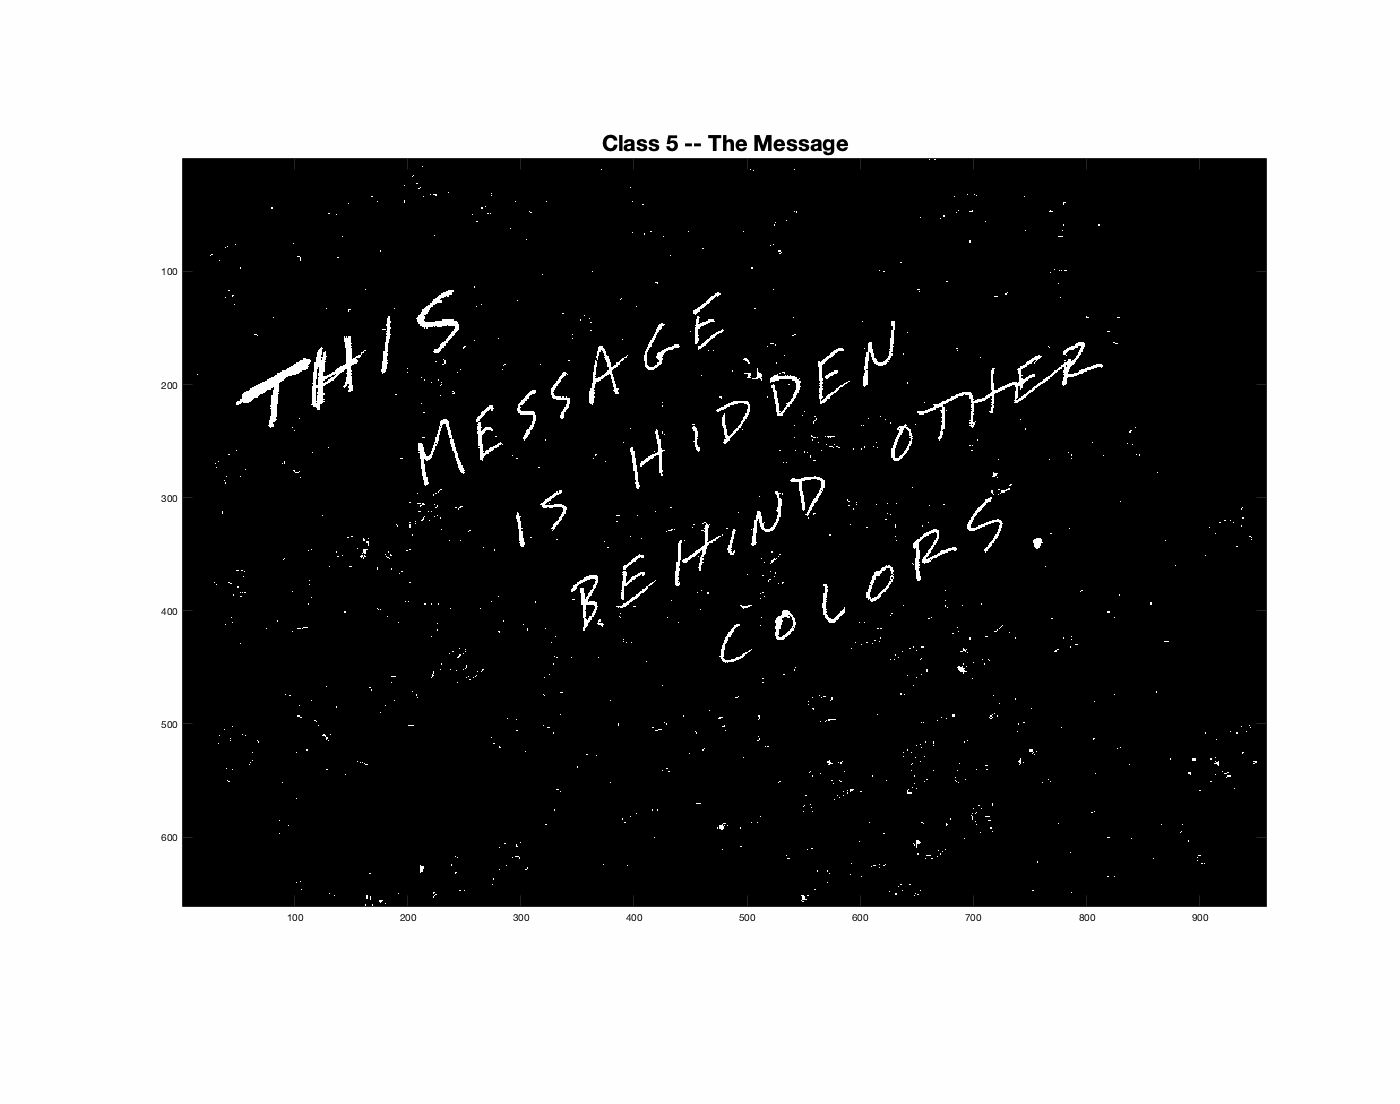 Class 5 -- The Message
THIS
MESSAGE
IS HIDDEN
BEHIND OTHER
COLORS.
100
200
300
400
500
600
100 200 300 400 500 600 700 800 900